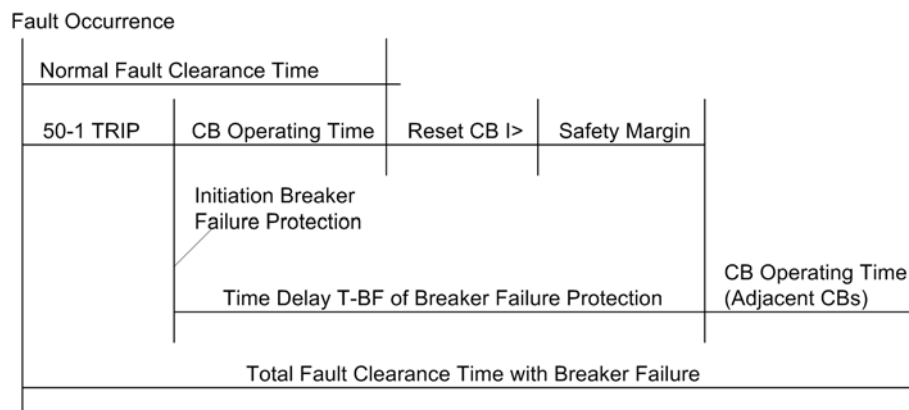 Fault Occurrence
Normal Fault Clearance Time
50-1 TRIP
CB Operating Time
Reset CB I>
Safety Margin
Initiation Breaker
Failure Protection
Time Delay T-BF of Breaker Failure Protection
CB Operating Time
(Adjacent CBs)
Total Fault Clearance Time with Breaker Failure